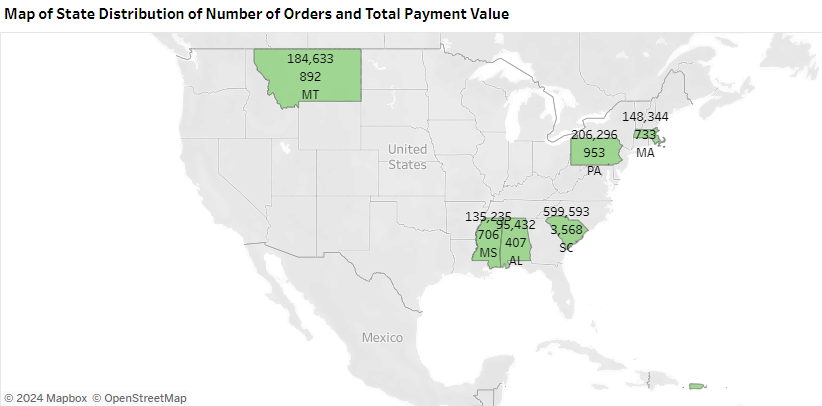 Map of State Distribution of Number of Orders and Total Payment Value
184,633
892
MT
148,344
733
MA
206,296
953
PA
United
States
599,593
3,568
SC
135,235
706
MS
95,432
407
AL
Mexico
© 2024 Mapbox © OpenStreetMap